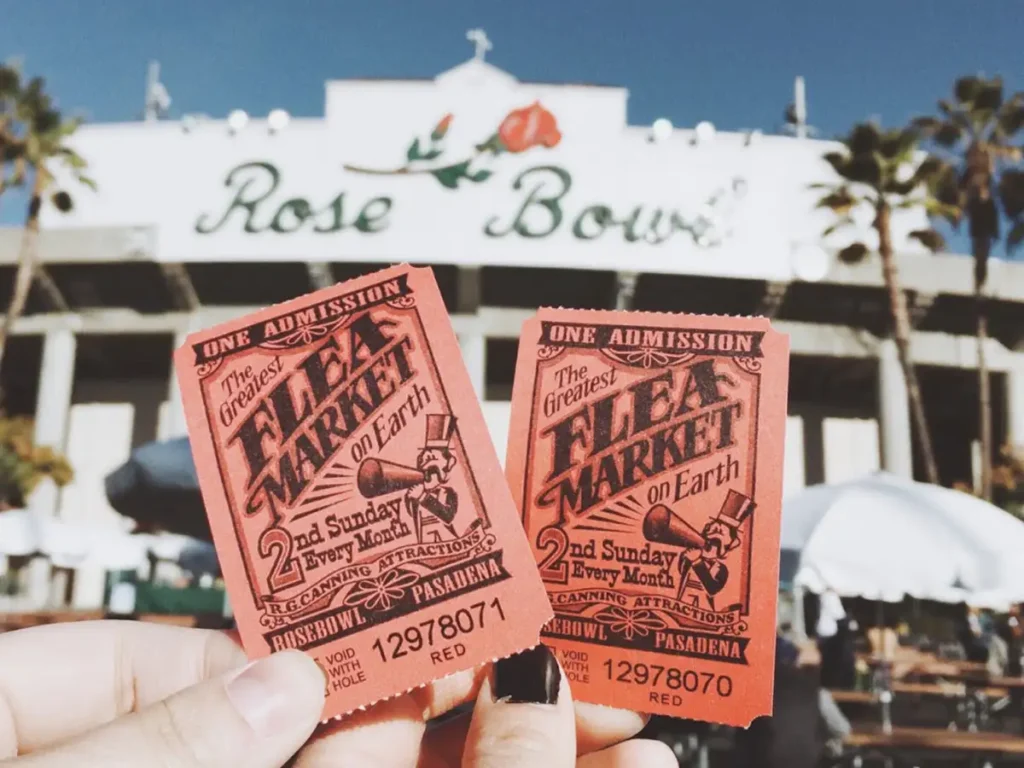 Rose Bowl
ONE ADMISSION
The
Greatest
FLEA
MARKET
on Earth
2nd Sunday
Every Month
R.G. CANNING ATTRACTIONS
ROSEBOWL PASADENA
VOID
WITH
HOLE
12978071
RED
ONE ADMISSION
The
Greatest
FLEA
MARKET
on Earth
2nd Sunday
Every Month
R.G. CANNING ATTRACTIONS
ROSEBOWL PASADENA
VOID
WITH
HOLE
12978070
RED